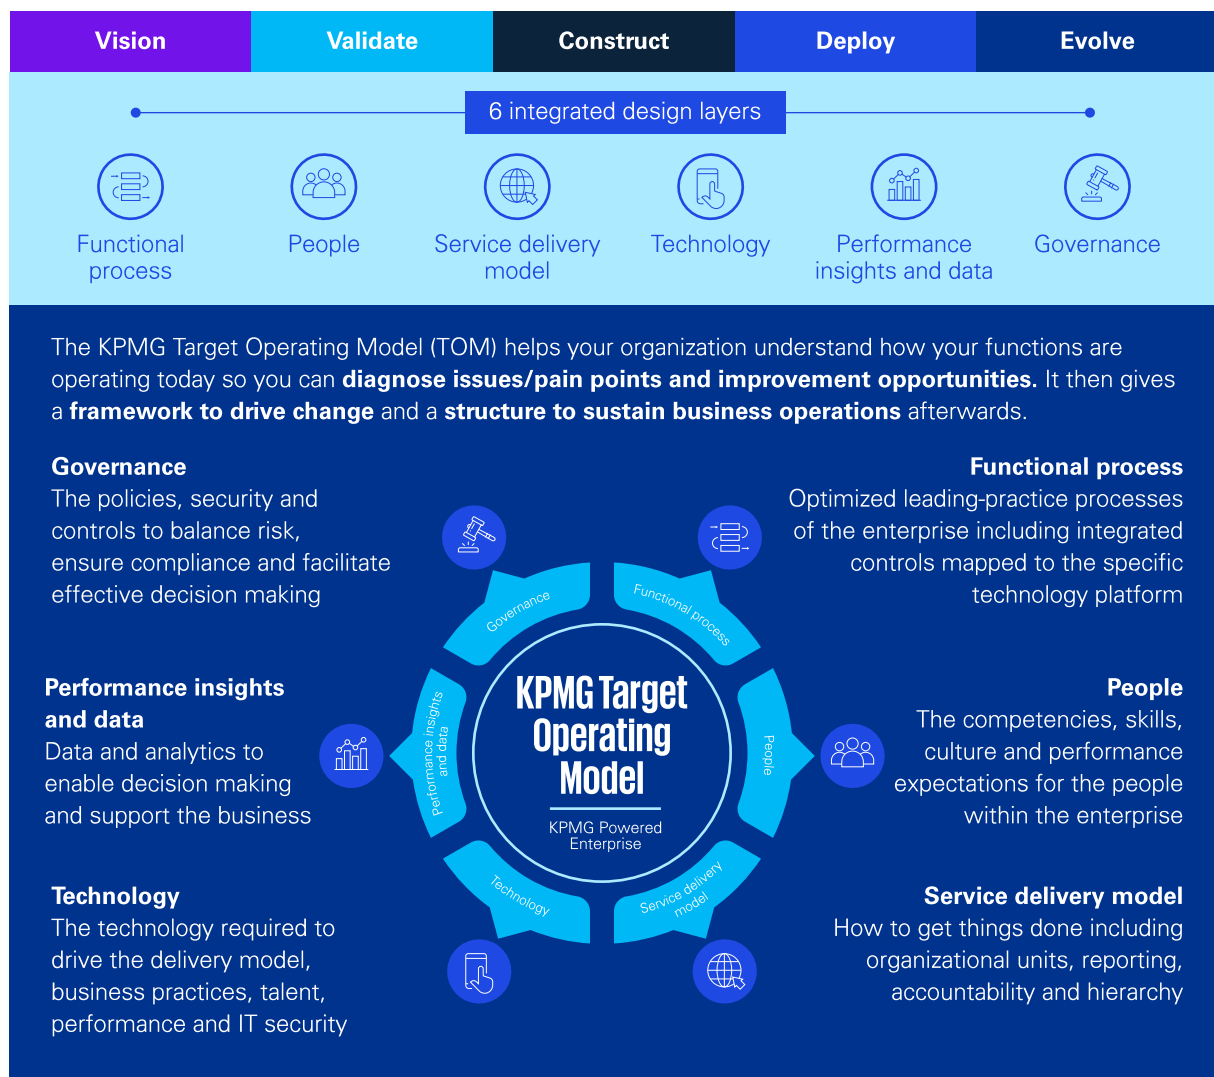 Vision
Validate
Construct
Deploy
Evolve
6 integrated design layers
Functional
process
People
Service delivery
model
Technology
Performance
insights and data
Governance
The KPMG Target Operating Model (TOM) helps your organization understand how your functions are
operating today so you can diagnose issues/pain points and improvement opportunities. It then gives
a framework to drive change and a structure to sustain business operations afterwards.
Governance
The policies, security and
controls to balance risk,
ensure compliance and facilitate
effective decision making
Functional process
Optimized leading-practice processes
of the enterprise including integrated
controls mapped to the specific
technology platform
Performance insights
and data
Data and analytics to
enable decision making
and support the business
People
The competencies, skills,
culture and performance
expectations for the people
within the enterprise
Technology
The technology required to
drive the delivery model,
business practices, talent,
performance and IT security
Service delivery model
How to get things done including
organizational units, reporting,
accountability and hierarchy
Governance
Functional process
Performance insights
and data
People
Technology
Service delivery
model
KPMG Target
Operating
Model
KPMG Powered
Enterprise